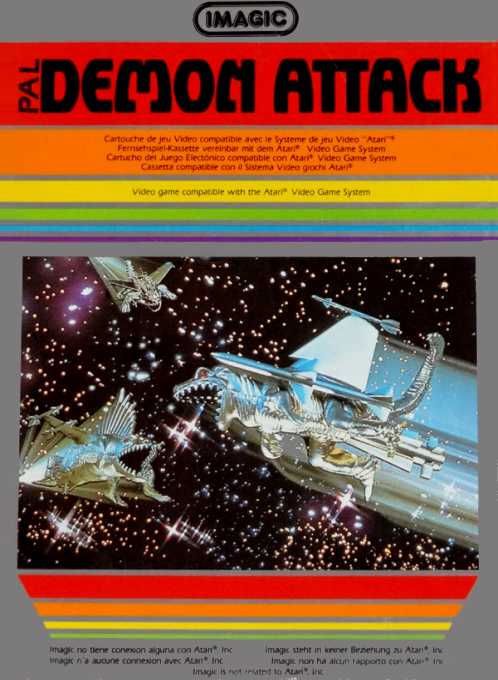 IMAGIC
PAL
DEMON ATTACK
Cartouche de jeu Video compatible avec le Systeme de jeu Video "Atari"®
Fernsehspiel-Kassette vereinbar mit dem Atari® Video Game System
Cartucho del Juego Electónico compatible con Atari® Video Game System
Cassetta compatible con il Sistema Video giochi Atari®
Video game compatible with the Atari® Video Game System
Imagic no tiene conexion alguna con Atari®, Inc
Imagic steht in keiner Beziehung zu Atari®, Inc
Imagic n'a aucune connexion avec Atari®, Inc
Imagic non ha alcun rapporto con Atari® Inc
Imagic is not related to Atari®, Inc